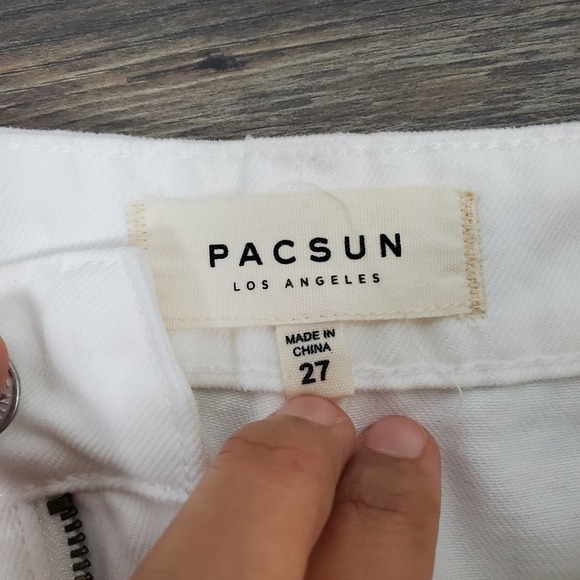 PACSUN
LOS ANGELES
MADE IN
CHINA
27